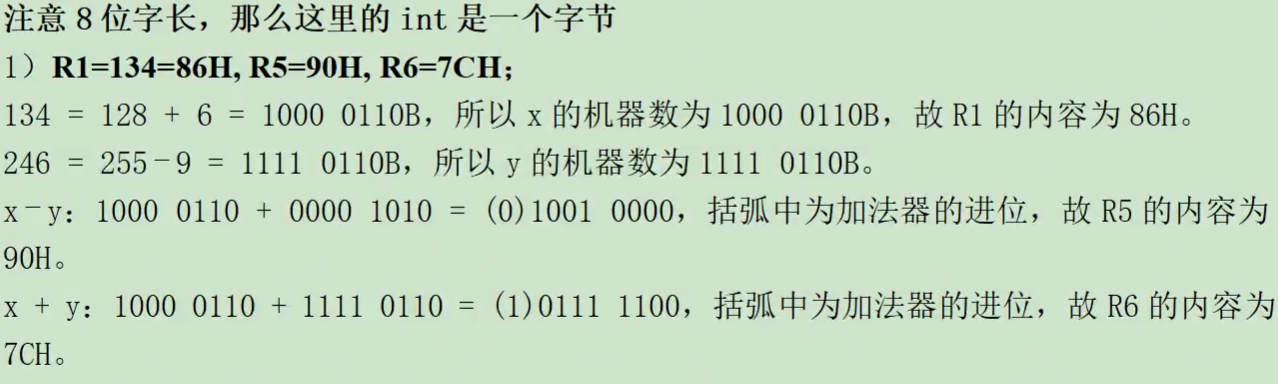 注意 8 位字长，那么这里的 int 是一个字节
1）R1=134=86H, R5=90H, R6=7CH；
134 = 128 + 6 = 1000 0110B，所以 x 的机器数为 1000 0110B，故 R1 的内容为 86H。
246 = 255－9 = 1111 0110B，所以 y 的机器数为 1111 0110B。
x－y：1000 0110 + 0000 1010 = (0)1001 0000，括弧中为加法器的进位，故 R5 的内容为
90H。
x + y：1000 0110 + 1111 0110 = (1)0111 1100，括弧中为加法器的进位，故 R6 的内容为
7CH。